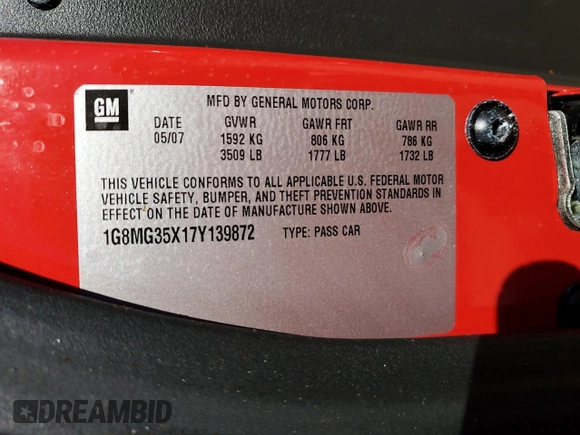 GM
MFD BY GENERAL MOTORS CORP.
DATE GVWR GAWR FRT GAWR RR
05/07 1592 KG 806 KG 786 KG
3509 LB 1777 LB 1732 LB
THIS VEHICLE CONFORMS TO ALL APPLICABLE U.S. FEDERAL MOTOR
VEHICLE SAFETY, BUMPER, AND THEFT PREVENTION STANDARDS IN
EFFECT ON THE DATE OF MANUFACTURE SHOWN ABOVE.
1G8MG35X17Y139872 TYPE: PASS CAR
DREAMBID